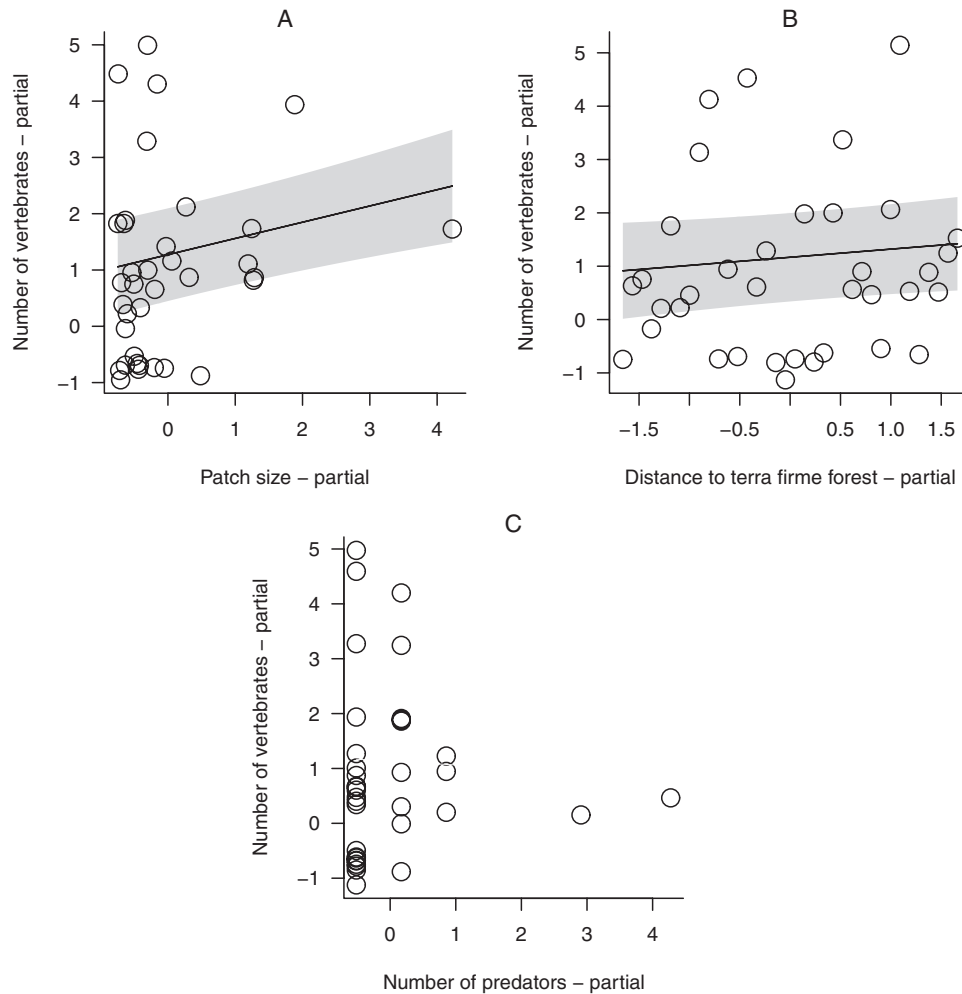 A
Number of vertebrates – partial
5
4
3
2
1
0
−1
0 1 2 3 4
Patch size – partial
B
Number of vertebrates – partial
5
4
3
2
1
0
−1
−1.5 −0.5 0.5 1.0 1.5
Distance to terra firme forest – partial
C
Number of vertebrates – partial
5
4
3
2
1
0
−1
0 1 2 3 4
Number of predators – partial